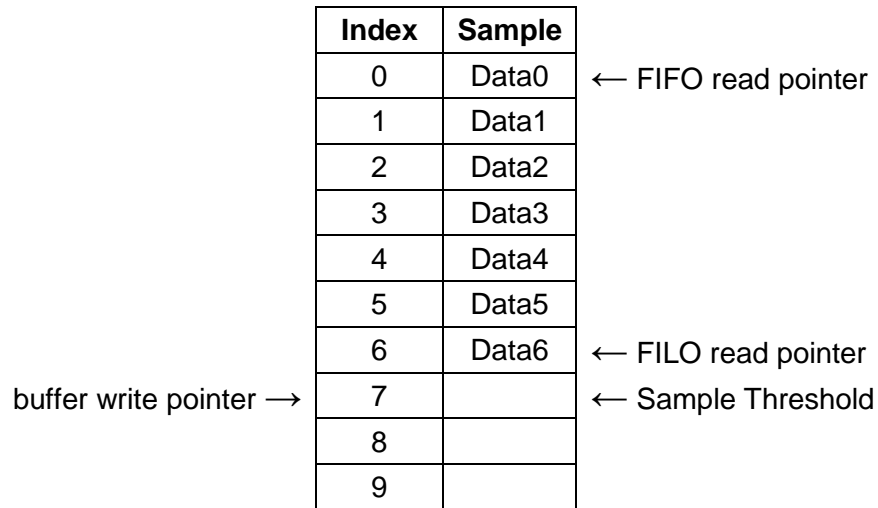 Index Sample
0 Data0 ← FIFO read pointer
1 Data1
2 Data2
3 Data3
4 Data4
5 Data5
6 Data6 ← FILO read pointer
buffer write pointer → 7 ← Sample Threshold
8
9